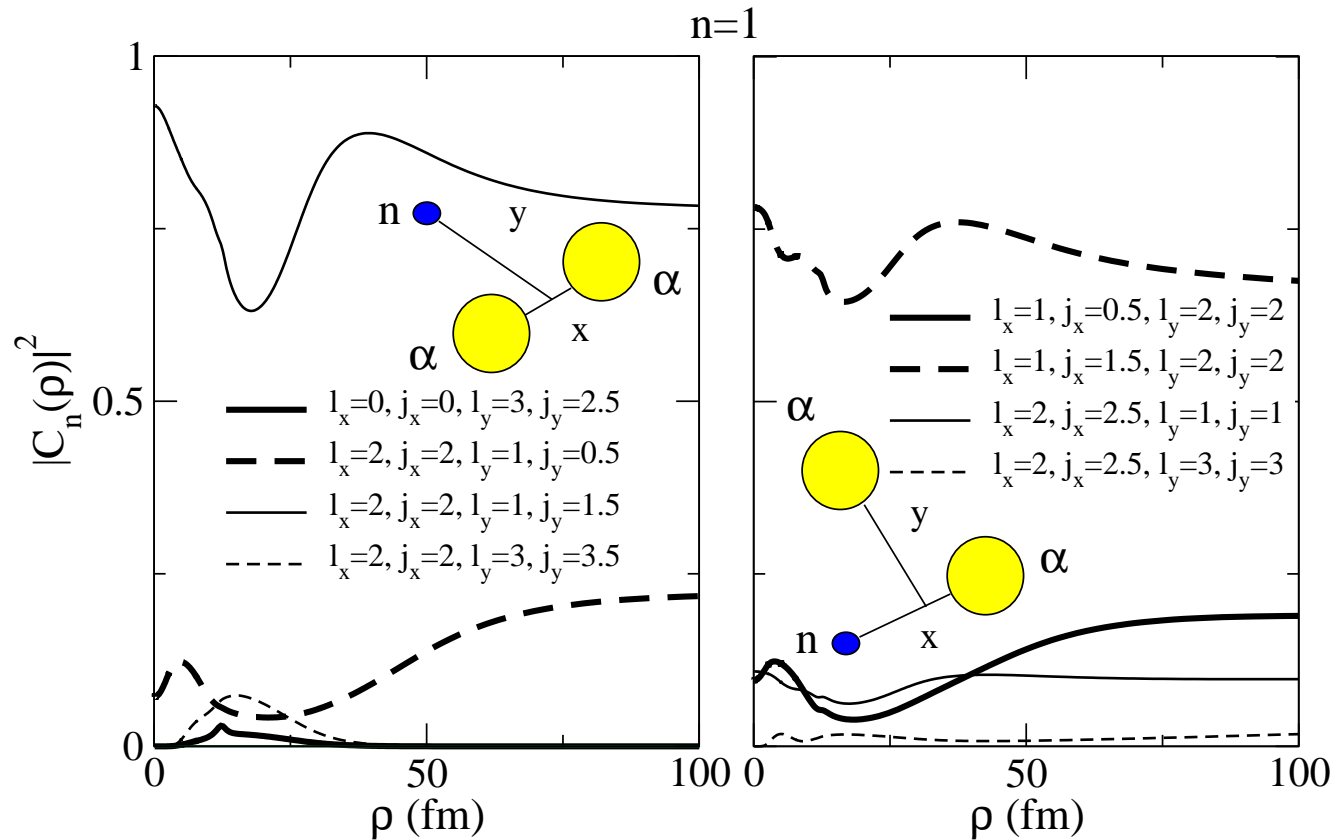 n=1
|C_n(ρ)|^2
1
0.5
0
n
y
α
x
α
l_x=0, j_x=0, l_y=3, j_y=2.5
l_x=2, j_x=2, l_y=1, j_y=0.5
l_x=2, j_x=2, l_y=1, j_y=1.5
l_x=2, j_x=2, l_y=3, j_y=3.5
0
50
100
ρ (fm)
l_x=1, j_x=0.5, l_y=2, j_y=2
l_x=1, j_x=1.5, l_y=2, j_y=2
l_x=2, j_x=2.5, l_y=1, j_y=1
l_x=2, j_x=2.5, l_y=3, j_y=3
α
y
α
n
x
0
50
100
ρ (fm)